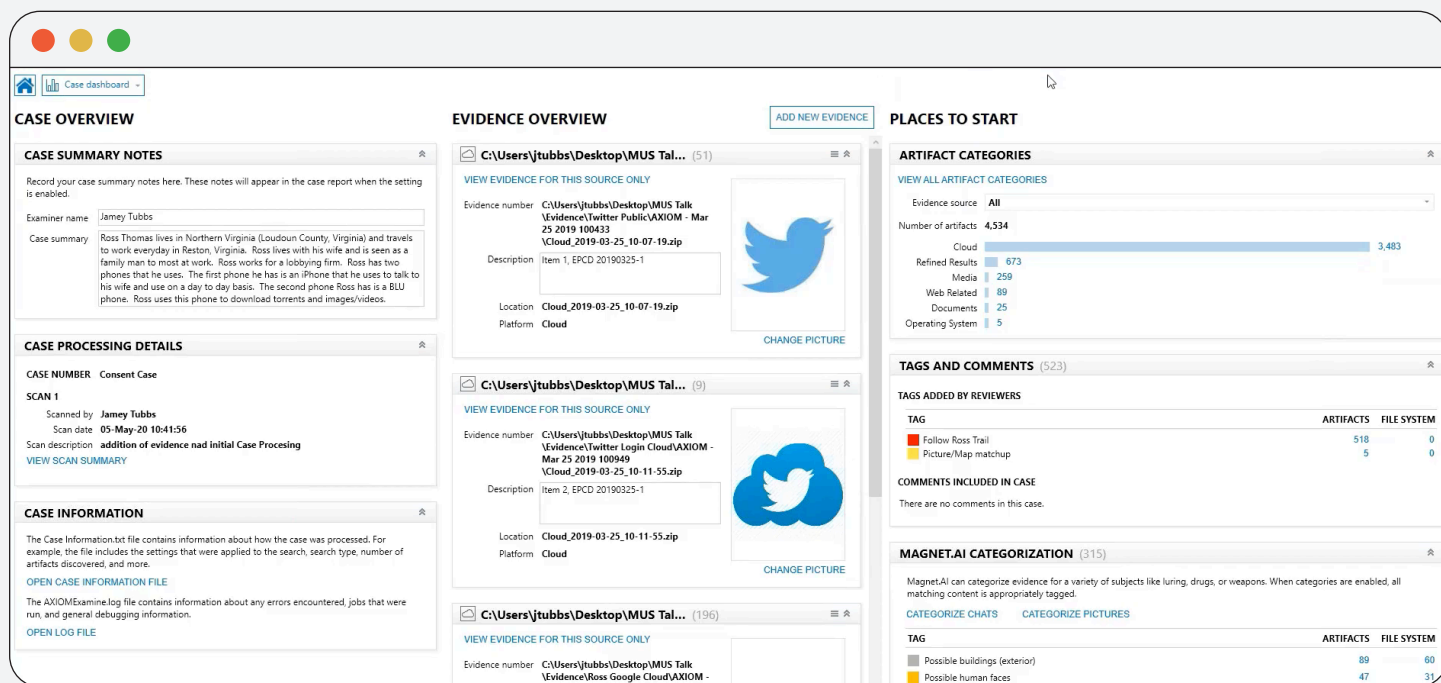 Case dashboard
CASE OVERVIEW
CASE SUMMARY NOTES
Record your case summary notes here. These notes will appear in the case report when the setting
is enabled.
Examiner name Jamey Tubbs
Case summary Ross Thomas lives in Northern Virginia (Loudoun County, Virginia) and travels
to work everyday in Reston, Virginia. Ross lives with his wife and is seen as a
family man to most at work. Ross works for a lobbying firm. Ross has two
phones that he uses. The first phone he has is an iPhone that he uses to talk to
his wife and use on a day to day basis. The second phone Ross has is a BLU
phone. Ross uses this phone to download torrents and images/videos.
CASE PROCESSING DETAILS
CASE NUMBER Consent Case
SCAN 1
Scanned by Jamey Tubbs
Scan date 05-May-20 10:41:56
Scan description addition of evidence nad initial Case Procesing
VIEW SCAN SUMMARY
CASE INFORMATION
The Case Information.txt file contains information about how the case was processed. For
example, the file includes the settings that were applied to the search, search type, number of
artifacts discovered, and more.
OPEN CASE INFORMATION FILE
The AXIOMExamine.log file contains information about any errors encountered, jobs that were
run, and general debugging information.
OPEN LOG FILE
EVIDENCE OVERVIEW
ADD NEW EVIDENCE
C:\Users\jtubbs\Desktop\MUS Tal... (51)
VIEW EVIDENCE FOR THIS SOURCE ONLY
Evidence number C:\Users\jtubbs\Desktop\MUS Talk
\Evidence\Twitter Public\AXIOM - Mar
25 2019 100433
\Cloud_2019-03-25_10-07-19.zip
Description Item 1, EPCD 20190325-1
Location Cloud_2019-03-25_10-07-19.zip
Platform Cloud
CHANGE PICTURE
C:\Users\jtubbs\Desktop\MUS Tal... (9)
VIEW EVIDENCE FOR THIS SOURCE ONLY
Evidence number C:\Users\jtubbs\Desktop\MUS Talk
\Evidence\Twitter Login Cloud\AXIOM -
Mar 25 2019 100949
\Cloud_2019-03-25_10-11-55.zip
Description Item 2, EPCD 20190325-1
Location Cloud_2019-03-25_10-11-55.zip
Platform Cloud
CHANGE PICTURE
C:\Users\jtubbs\Desktop\MUS Tal... (196)
VIEW EVIDENCE FOR THIS SOURCE ONLY
Evidence number C:\Users\jtubbs\Desktop\MUS Talk
\Evidence\Ross Google Cloud\AXIOM -
PLACES TO START
ARTIFACT CATEGORIES
VIEW ALL ARTIFACT CATEGORIES
Evidence source All
Number of artifacts 4,534
Cloud 3,483
Refined Results 673
Media 259
Web Related 89
Documents 25
Operating System 5
TAGS AND COMMENTS (523)
TAGS ADDED BY REVIEWERS
TAG ARTIFACTS FILE SYSTEM
Follow Ross Trail 518 0
Picture/Map matchup 5 0
COMMENTS INCLUDED IN CASE
There are no comments in this case.
MAGNET.AI CATEGORIZATION (315)
Magnet.AI can categorize evidence for a variety of subjects like luring, drugs, or weapons. When categories are enabled, all
matching content is appropriately tagged.
CATEGORIZE CHATS CATEGORIZE PICTURES
TAG ARTIFACTS FILE SYSTEM
Possible buildings (exterior) 89 60
Possible human faces 47 31